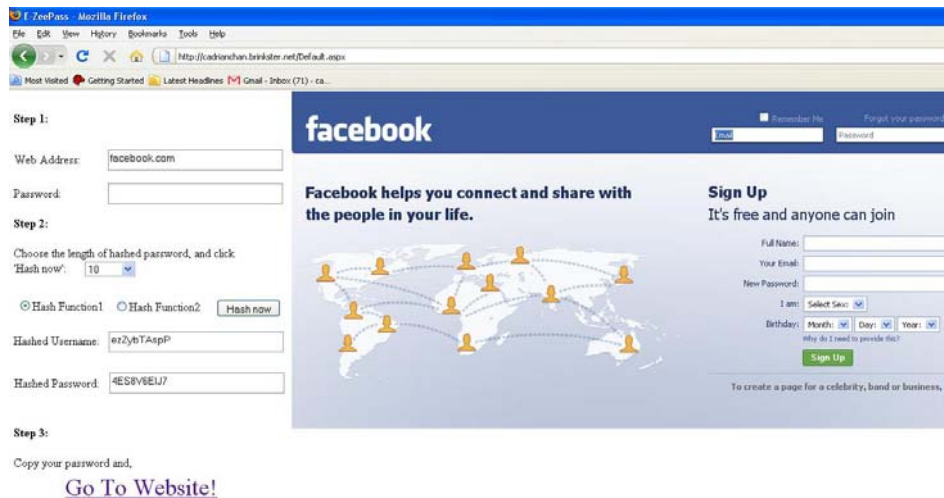 E-ZeePass - Mozilla Firefox
File Edit View History Bookmarks Tools Help
http://cadrianchan.brinkster.net/Default.aspx
Most Visited Getting Started Latest Headlines Gmail - Inbox (71) - ca...
Step 1:
Web Address: facebook.com
Password:
Step 2:
Choose the length of hashed password, and click
'Hash now': 10
Hash Function1 Hash Function2 Hash now
Hashed Username: ezZybTAspP
Hashed Password: 4ES8V6EIJ7
Step 3:
Copy your password and,
Go To Website!
facebook
Remember Me Forgot your password
Email Password
Facebook helps you connect and share with
the people in your life.
Sign Up
It's free and anyone can join
Full Name:
Your Email:
New Password:
I am: Select Sex:
Birthday: Month: Day: Year:
Why do I need to provide this?
Sign Up
To create a page for a celebrity, band or business,